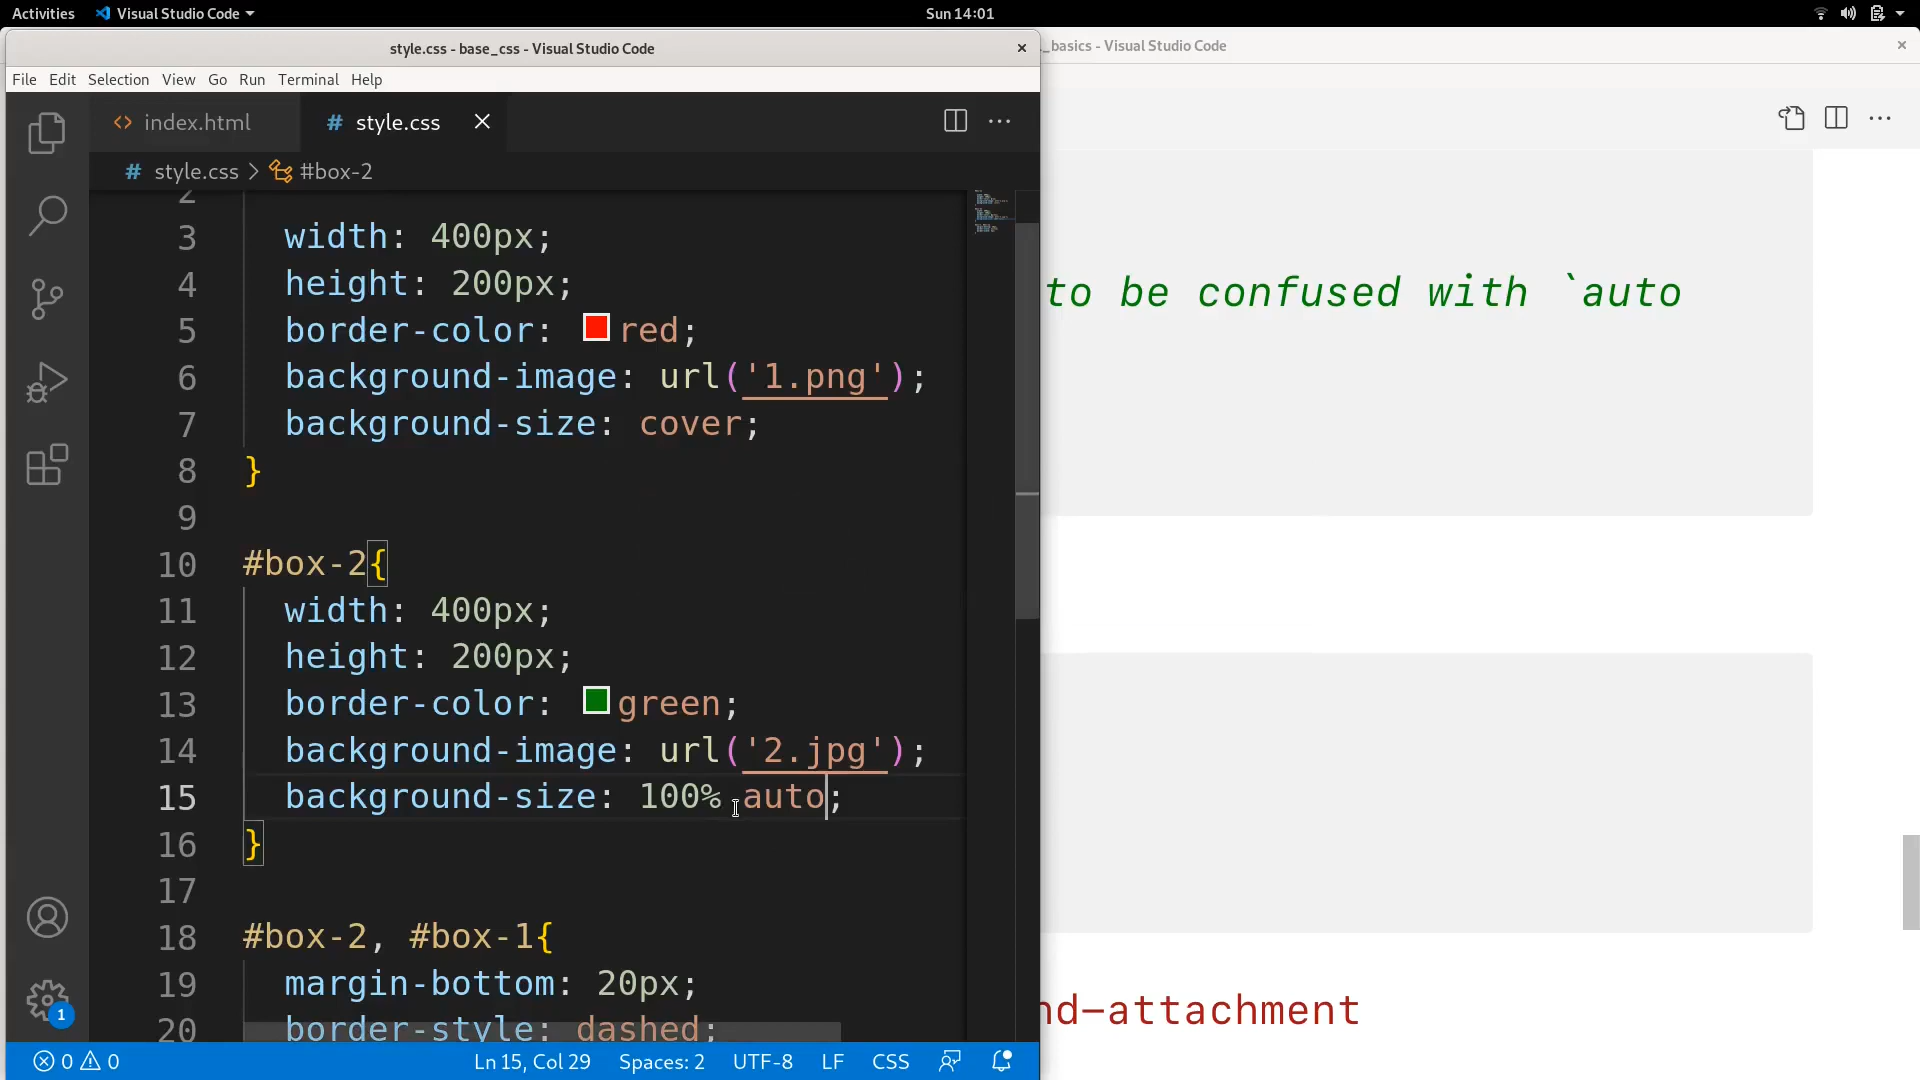 Activities Visual Studio Code Sun 14:01
style.css - base_css - Visual Studio Code
_basics - Visual Studio Code
File Edit Selection View Go Run Terminal Help
index.html # style.css
# style.css > #box-2
2
3 width: 400px;
4 height: 200px;
5 border-color: red;
6 background-image: url('1.png');
7 background-size: cover;
8 }
9
10 #box-2{
11 width: 400px;
12 height: 200px;
13 border-color: green;
14 background-image: url('2.jpg');
15 background-size: 100% auto;
16 }
17
18 #box-2, #box-1{
19 margin-bottom: 20px;
20 border-style: dashed;
to be confused with `auto
nd-attachment
1
0 0 Ln 15, Col 29 Spaces: 2 UTF-8 LF CSS